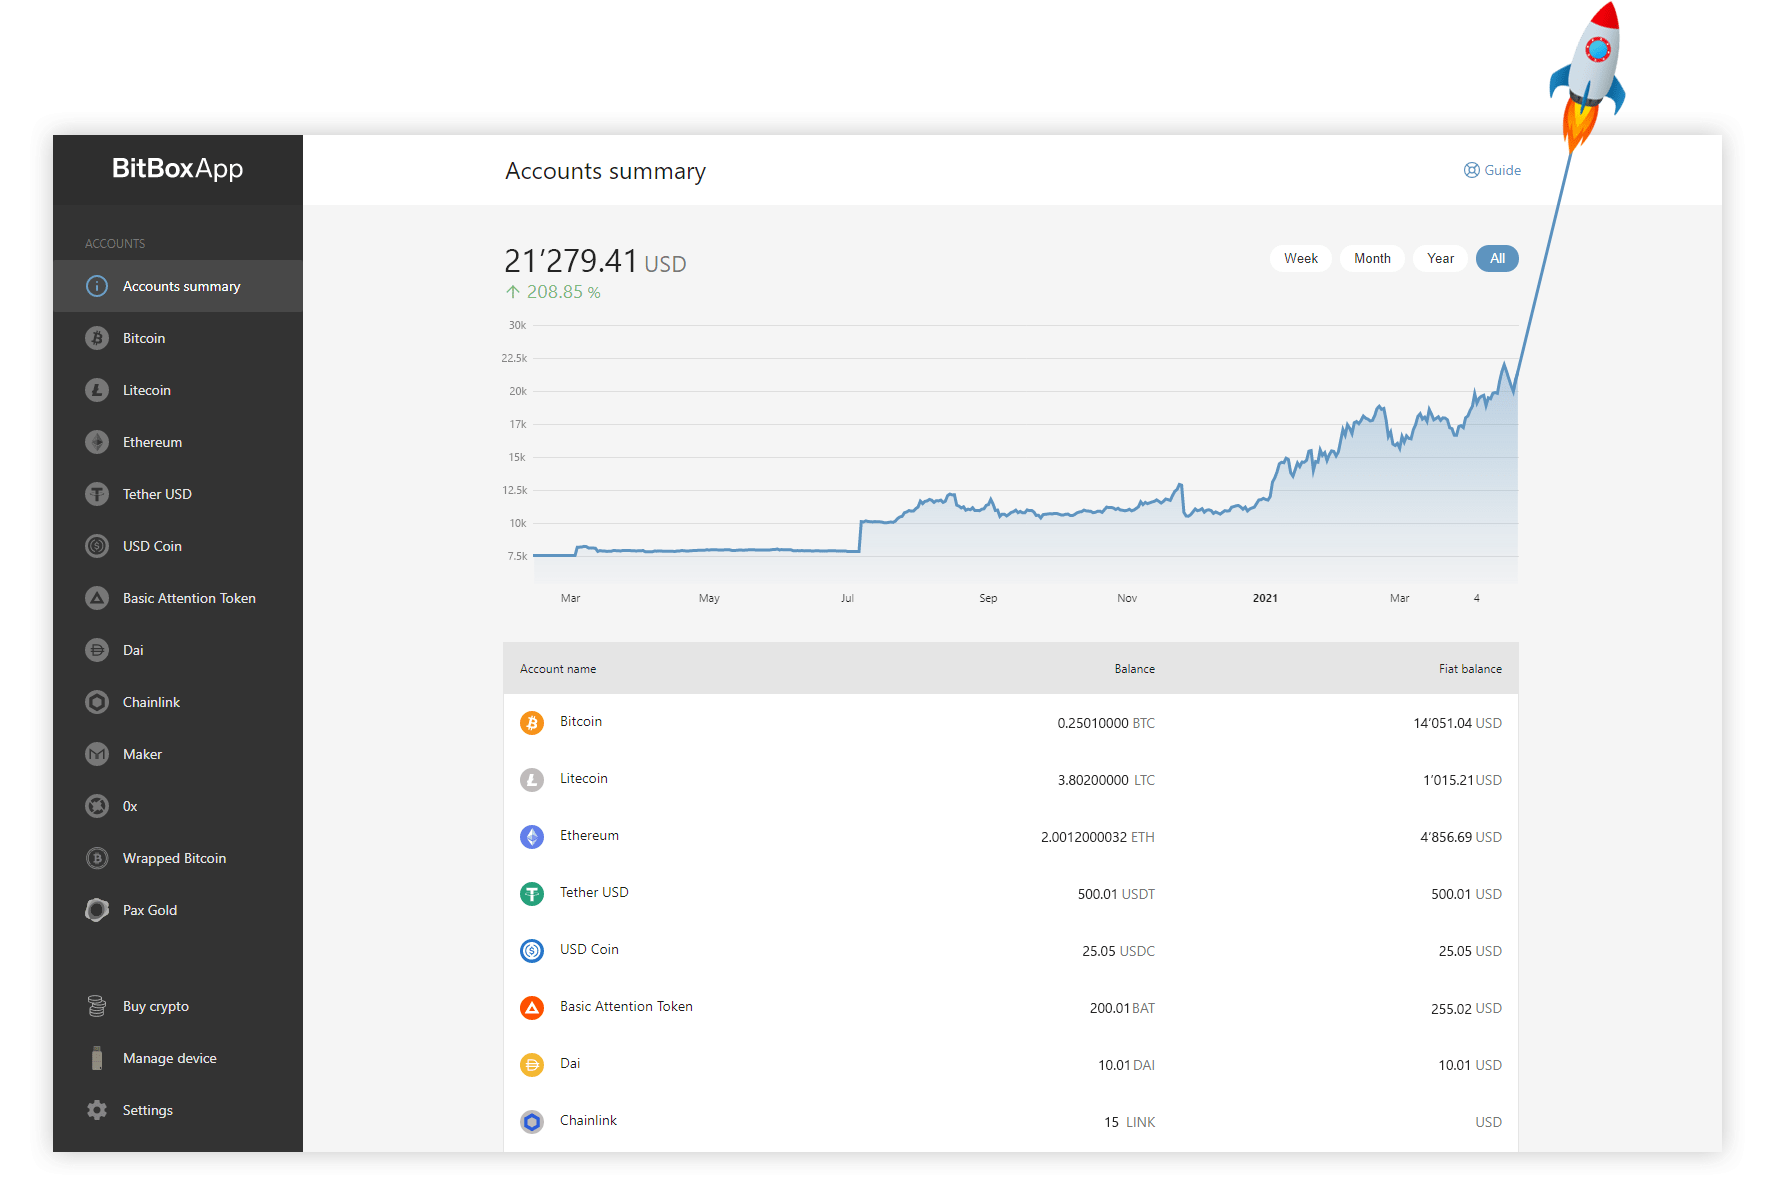 BitBoxApp
ACCOUNTS
Accounts summary
Bitcoin
Litecoin
Ethereum
Tether USD
USD Coin
Basic Attention Token
Dai
Chainlink
Maker
0x
Wrapped Bitcoin
Pax Gold
Buy crypto
Manage device
Settings
Accounts summary
Guide
21’279.41 USD
208.85 %
Week Month Year All
30k
22.5k
20k
17k
15k
12.5k
10k
7.5k
Mar May Jul Sep Nov 2021 Mar 4
Account name Balance Fiat balance
Bitcoin 0.25010000 BTC 14’051.04 USD
Litecoin 3.80200000 LTC 1’015.21 USD
Ethereum 2.0012000032 ETH 4’856.69 USD
Tether USD 500.01 USDT 500.01 USD
USD Coin 25.05 USDC 25.05 USD
Basic Attention Token 200.01 BAT 255.02 USD
Dai 10.01 DAI 10.01 USD
Chainlink 15 LINK USD